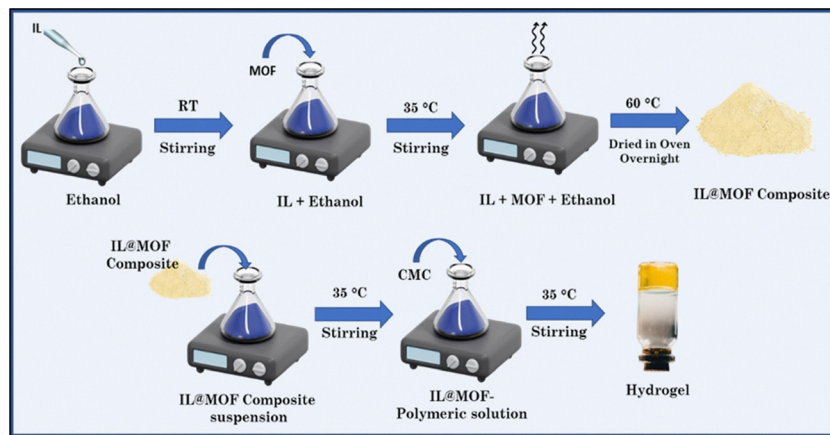 IL
Ethanol
RT
Stirring
MOF
IL + Ethanol
35 °C
Stirring
IL + MOF + Ethanol
60 °C
Dried in Oven
Overnight
IL@MOF Composite
IL@MOF
Composite
IL@MOF Composite
suspension
35 °C
Stirring
CMC
IL@MOF-
Polymeric solution
35 °C
Stirring
Hydrogel